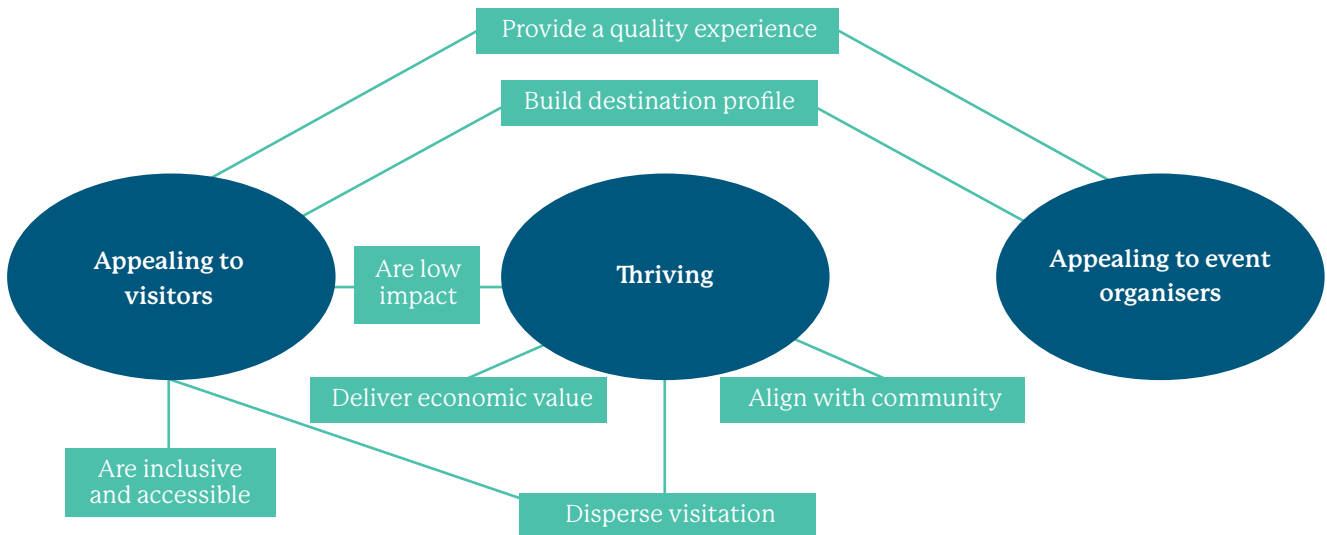 Provide a quality experience
Build destination profile
Appealing to
visitors
Are low
impact
Thriving
Appealing to event
organisers
Deliver economic value
Align with community
Are inclusive
and accessible
Disperse visitation